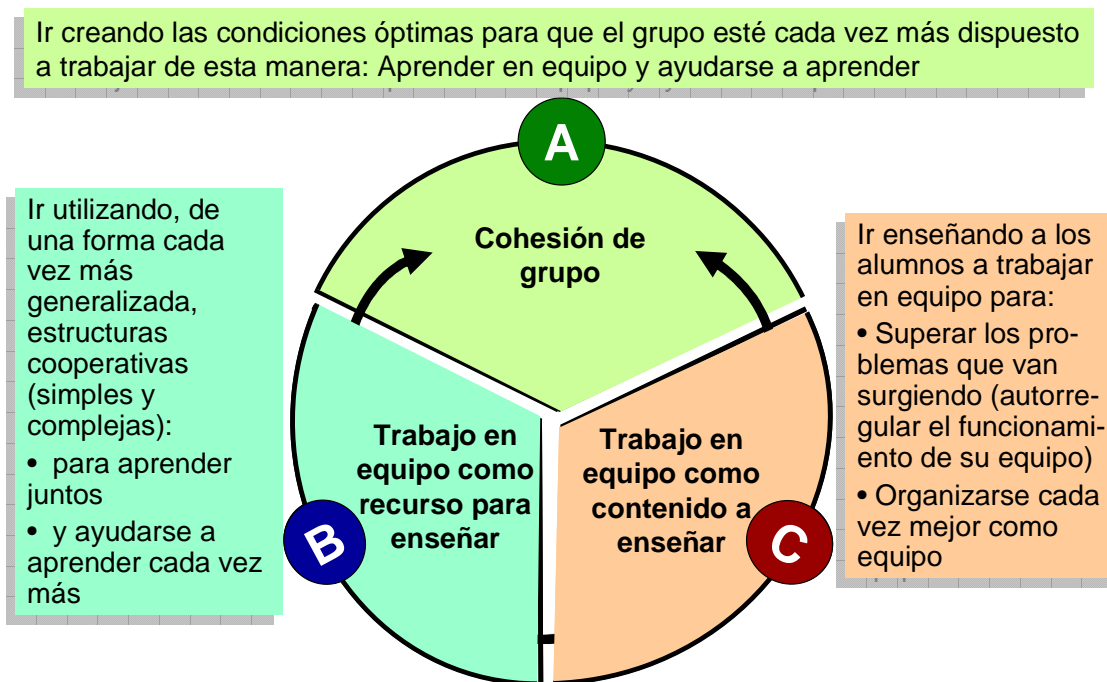 Ir creando las condiciones óptimas para que el grupo esté cada vez más dispuesto
a trabajar de esta manera: Aprender en equipo y ayudarse a aprender
A
Cohesión de
grupo
Ir utilizando, de
una forma cada
vez más
generalizada,
estructuras
cooperativas
(simples y
complejas):
• para aprender
juntos
• y ayudarse a
aprender cada vez
más
B
Trabajo en
equipo como
recurso para
enseñar
Trabajo en
equipo como
contenido a
enseñar
C
Ir enseñando a los
alumnos a trabajar
en equipo para:
• Superar los pro-
blemas que van
surgiendo (autorre-
gular el funcionami-
ento de su equipo)
• Organizarse cada
vez mejor como
equipo